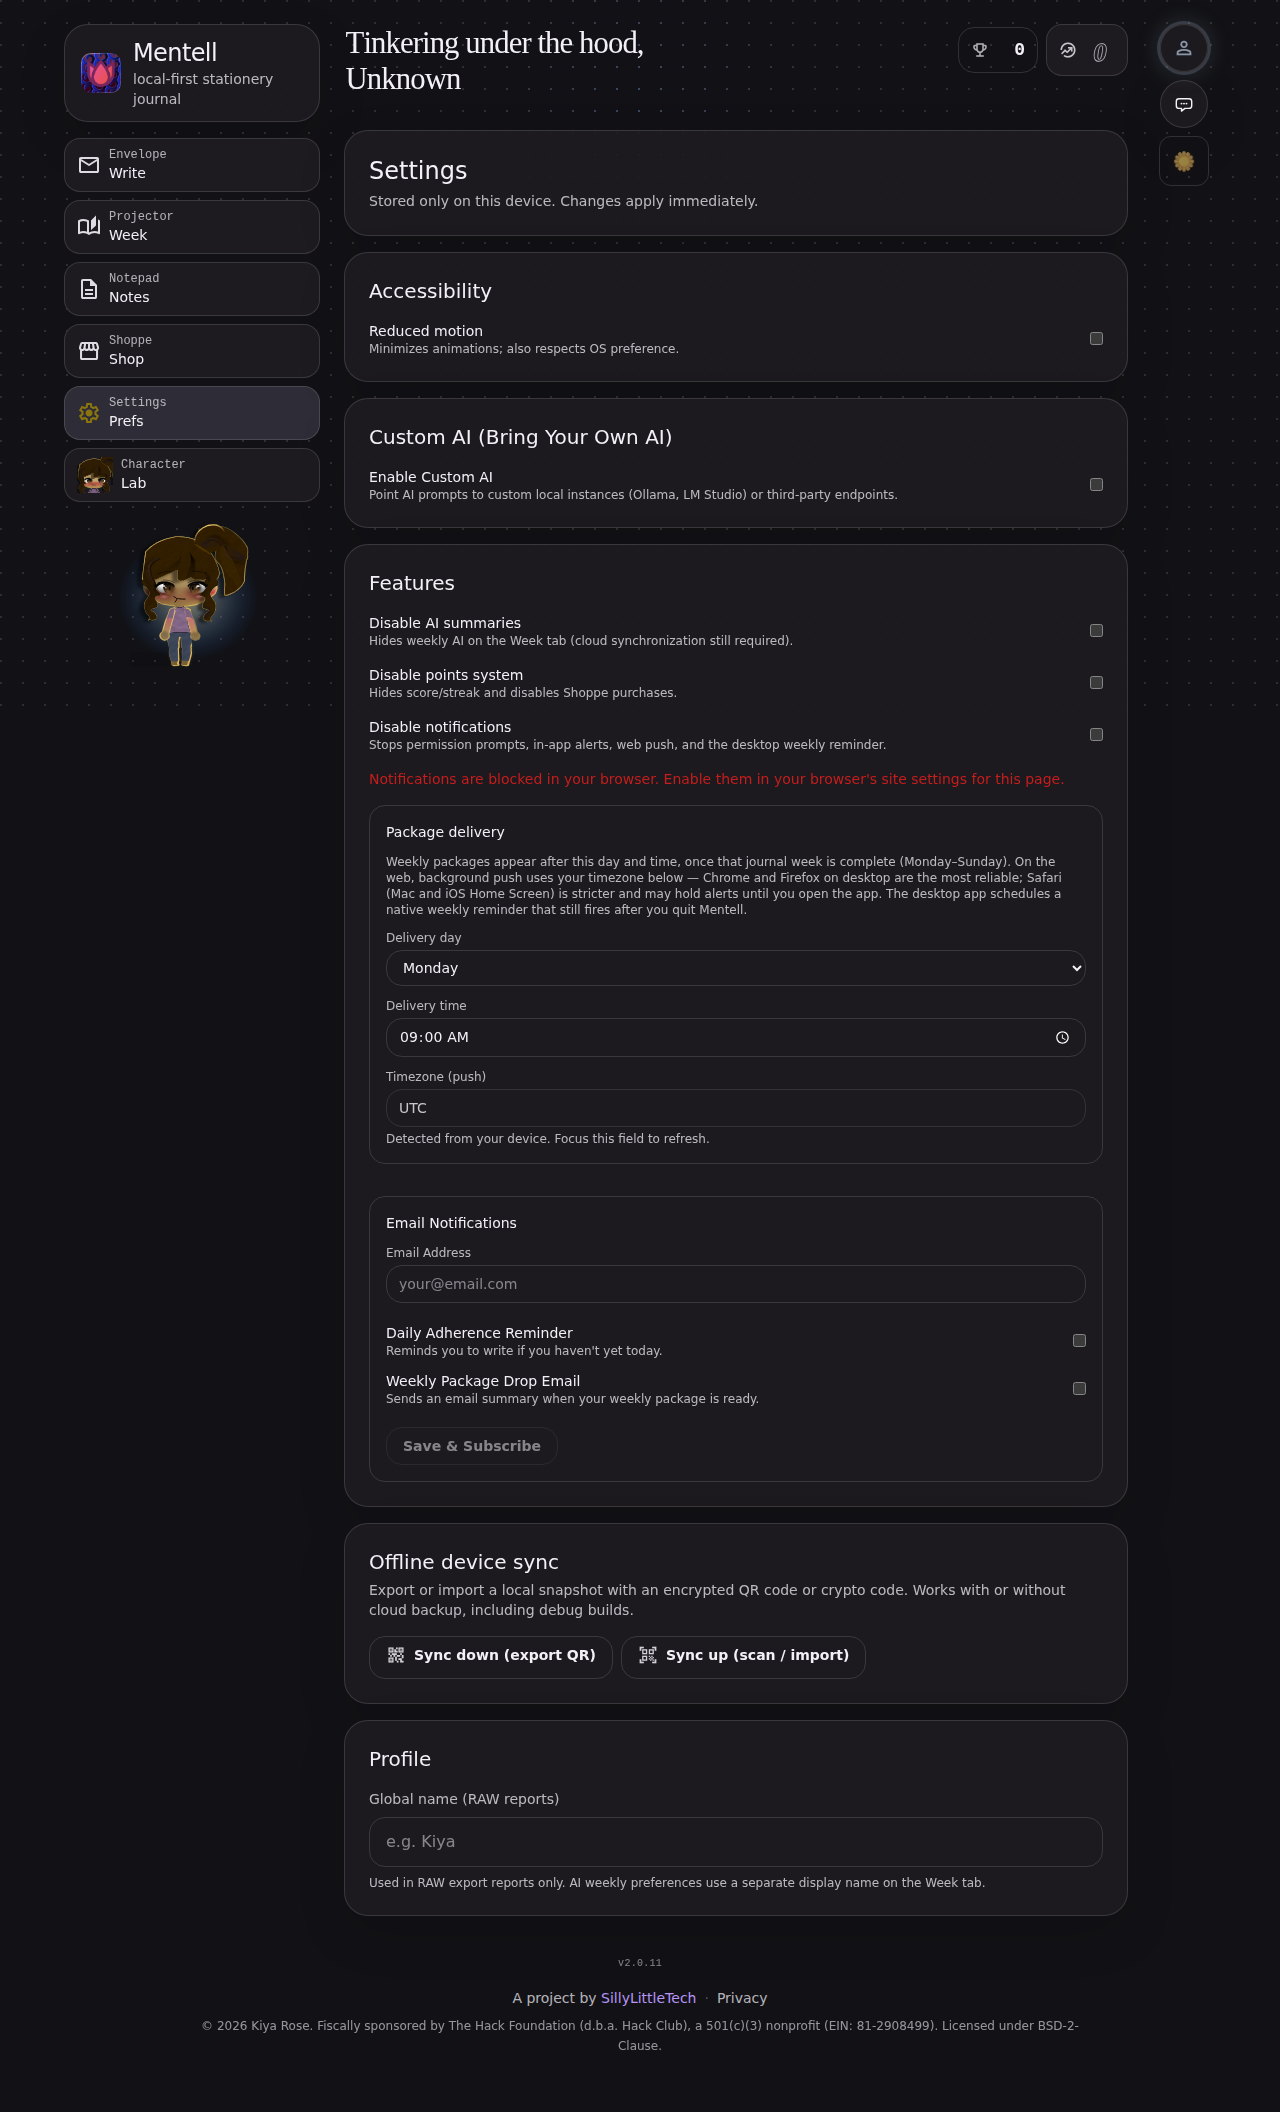 Mentell
local-first stationery
journal
Envelope
Write
Projector
Week
Notepad
Notes
Shoppe
Shop
Settings
Prefs
Character
Lab
Tinkering under the hood,
Unknown
0
0
Settings
Stored only on this device. Changes apply immediately.
Accessibility
Reduced motion
Minimizes animations; also respects OS preference.
Custom AI (Bring Your Own AI)
Enable Custom AI
Point AI prompts to custom local instances (Ollama, LM Studio) or third-party endpoints.
Features
Disable AI summaries
Hides weekly AI on the Week tab (cloud synchronization still required).
Disable points system
Hides score/streak and disables Shoppe purchases.
Disable notifications
Stops permission prompts, in-app alerts, web push, and the desktop weekly reminder.
Notifications are blocked in your browser. Enable them in your browser's site settings for this page.
Package delivery
Weekly packages appear after this day and time, once that journal week is complete (Monday–Sunday). On the
web, background push uses your timezone below — Chrome and Firefox on desktop are the most reliable; Safari
(Mac and iOS Home Screen) is stricter and may hold alerts until you open the app. The desktop app schedules a
native weekly reminder that still fires after you quit Mentell.
Delivery day
Monday
Delivery time
09:00 AM
Timezone (push)
UTC
Detected from your device. Focus this field to refresh.
Email Notifications
Email Address
your@email.com
Daily Adherence Reminder
Reminds you to write if you haven't yet today.
Weekly Package Drop Email
Sends an email summary when your weekly package is ready.
Save & Subscribe
Offline device sync
Export or import a local snapshot with an encrypted QR code or crypto code. Works with or without
cloud backup, including debug builds.
Sync down (export QR)
Sync up (scan / import)
Profile
Global name (RAW reports)
e.g. Kiya
Used in RAW export reports only. AI weekly preferences use a separate display name on the Week tab.
v2.0.11
A project by SillyLittleTech · Privacy
© 2026 Kiya Rose. Fiscally sponsored by The Hack Foundation (d.b.a. Hack Club), a 501(c)(3) nonprofit (EIN: 81-2908499). Licensed under BSD-2-
Clause.